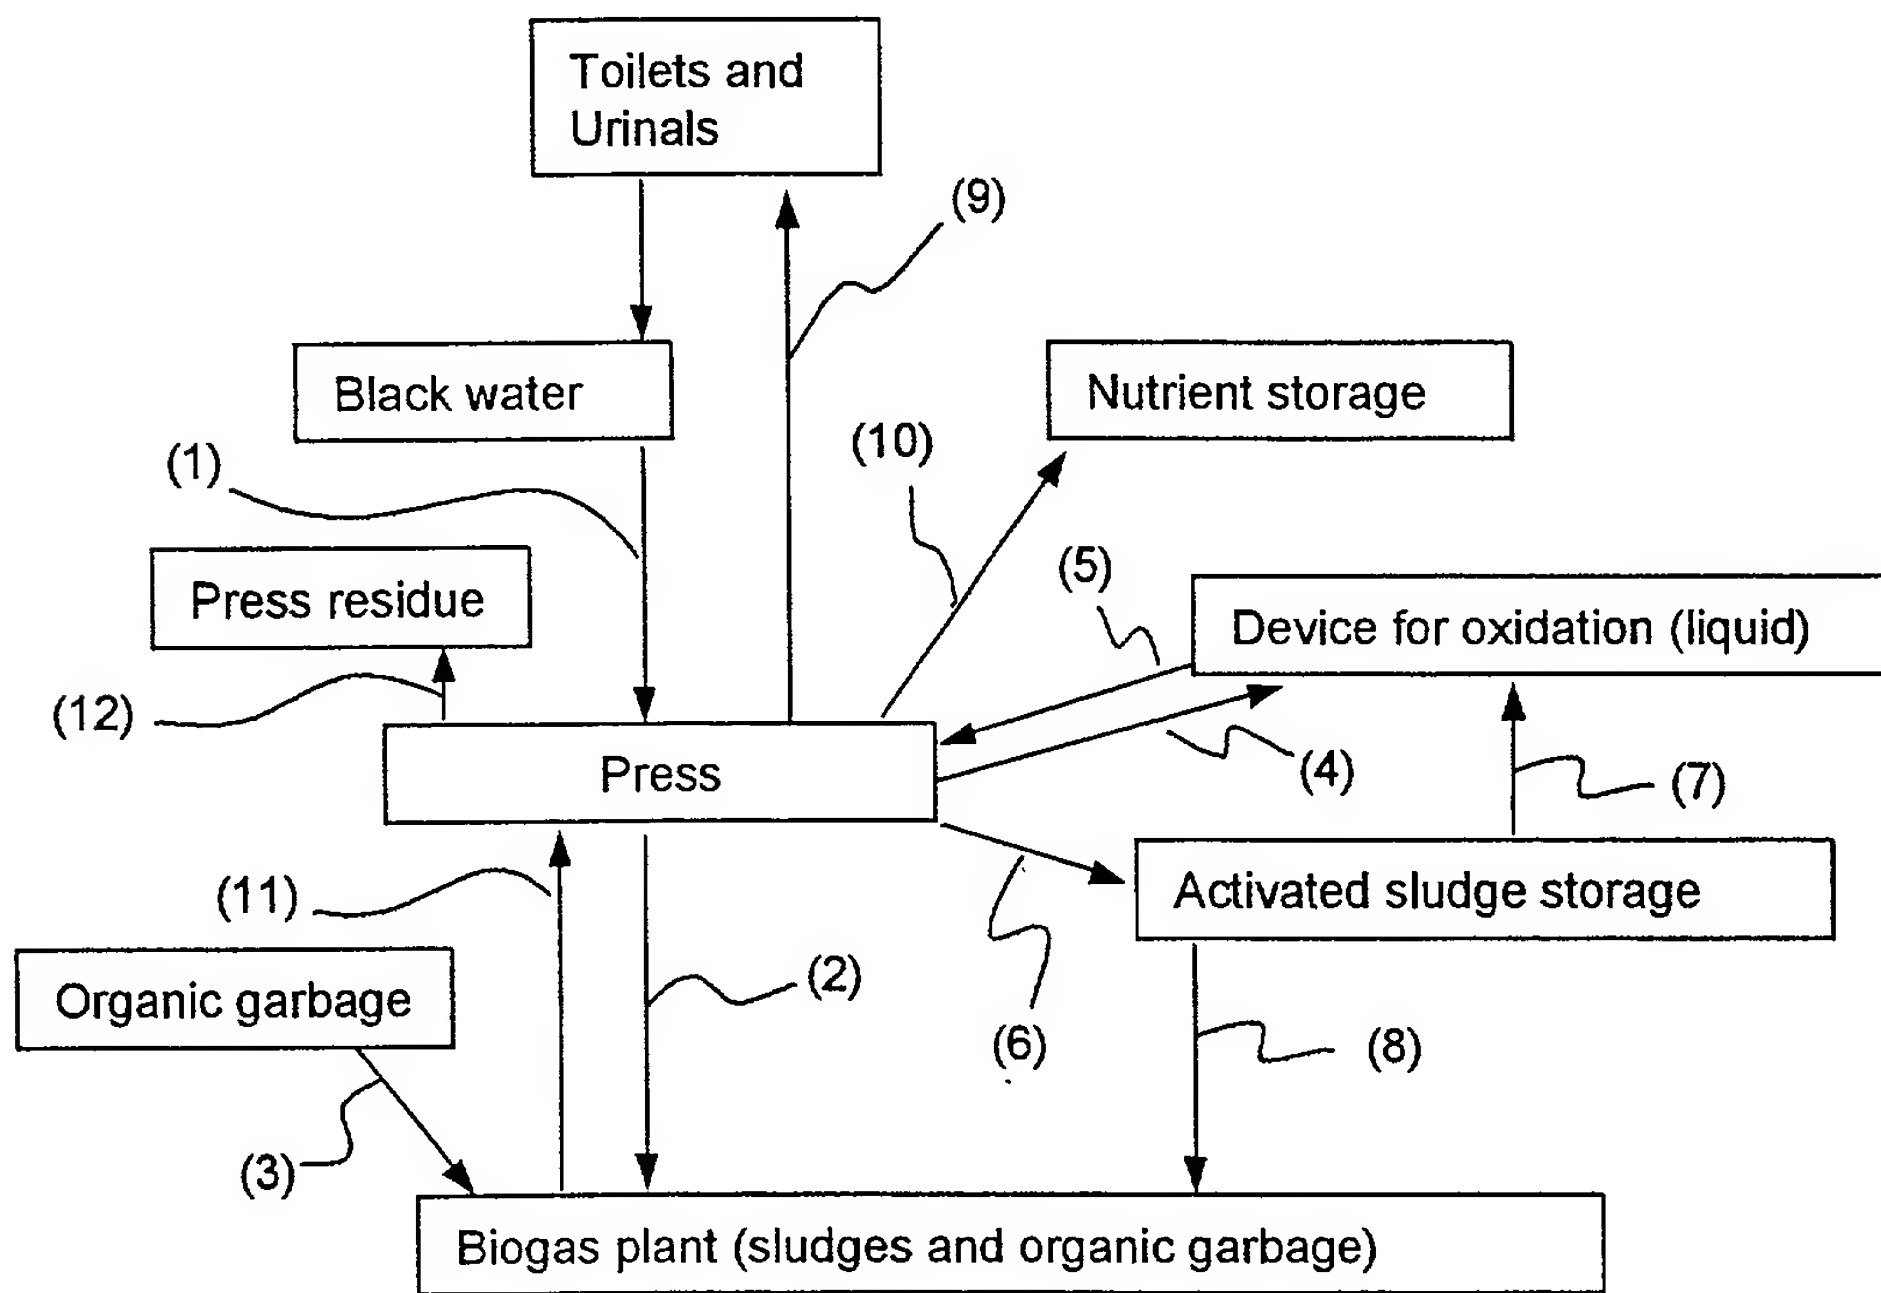 Toilets and
Urinals
(9)
Black water
Nutrient storage
(10)
(1)
(5)
Press residue
Device for oxidation (liquid)
(12)
Press
(4)
(7)
(11)
Activated sludge storage
(2)
Organic garbage
(6)
(8)
(3)
Biogas plant (sludges and organic garbage)